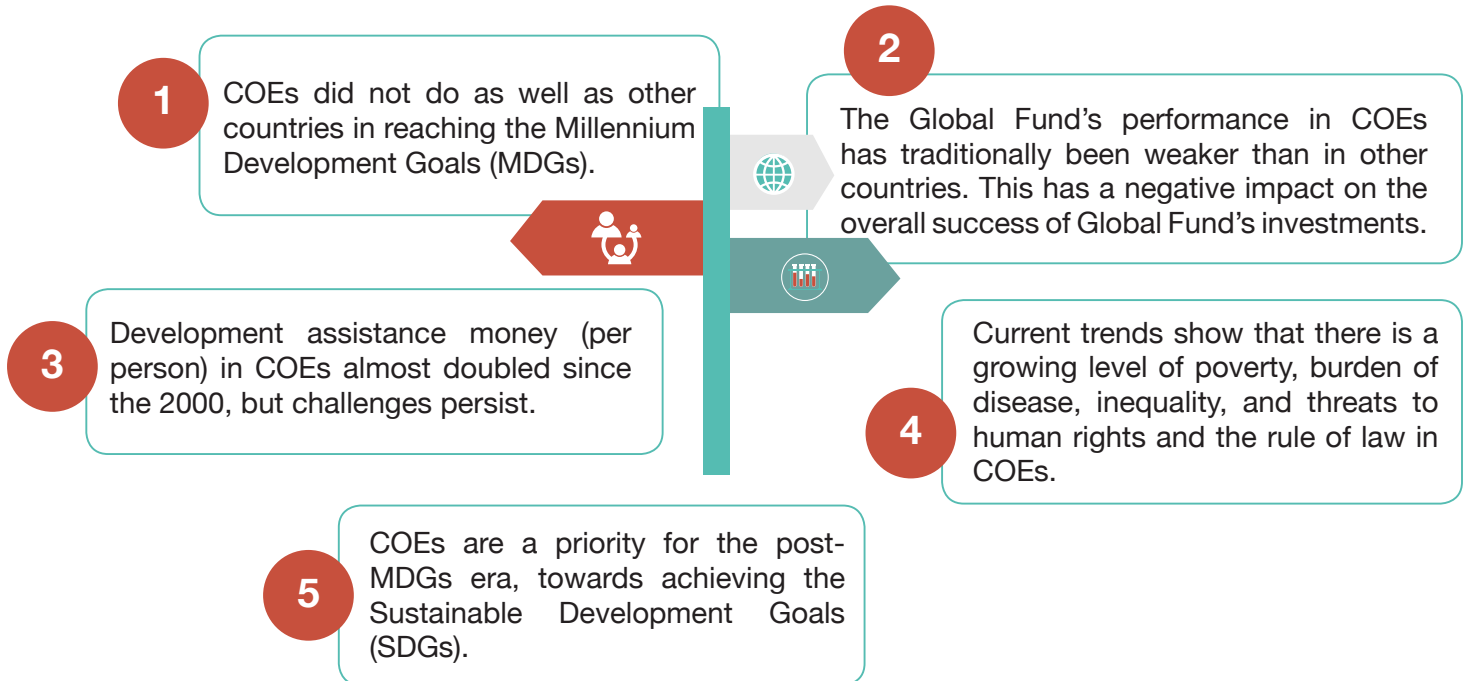 1
COEs did not do as well as other
countries in reaching the Millennium
Development Goals (MDGs).
2
The Global Fund's performance in COEs
has traditionally been weaker than in other
countries. This has a negative impact on the
overall success of Global Fund's investments.
3
Development assistance money (per
person) in COEs almost doubled since
the 2000, but challenges persist.
4
Current trends show that there is a
growing level of poverty, burden of
disease, inequality, and threats to
human rights and the rule of law in
COEs.
5
COEs are a priority for the post-
MDGs era, towards achieving the
Sustainable Development Goals
(SDGs).